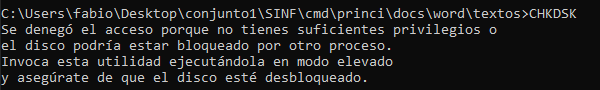 C:\Users\fabio\Desktop\conjunto1\SINF\cmd\princi\docs\word\textos>CHKDSK
Se denegó el acceso porque no tienes suficientes privilegios o
el disco podría estar bloqueado por otro proceso.
Invoca esta utilidad ejecutándola en modo elevado
y asegúrate de que el disco esté desbloqueado.